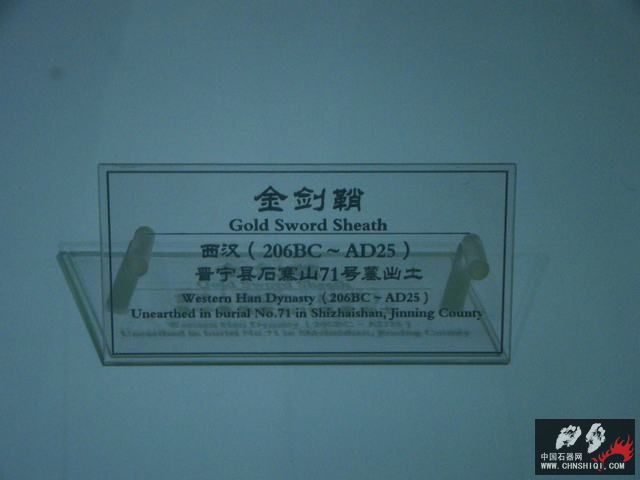 金剑鞘
Gold Sword Sheath
西汉（206BC～AD25）
晋宁县石寨山71号墓出土
Western Han Dynasty（206BC～AD25）
Unearthed in burial No.71 in Shizhaishan, Jinning County
中国石器网
WWW.CHNSHIQI.COM